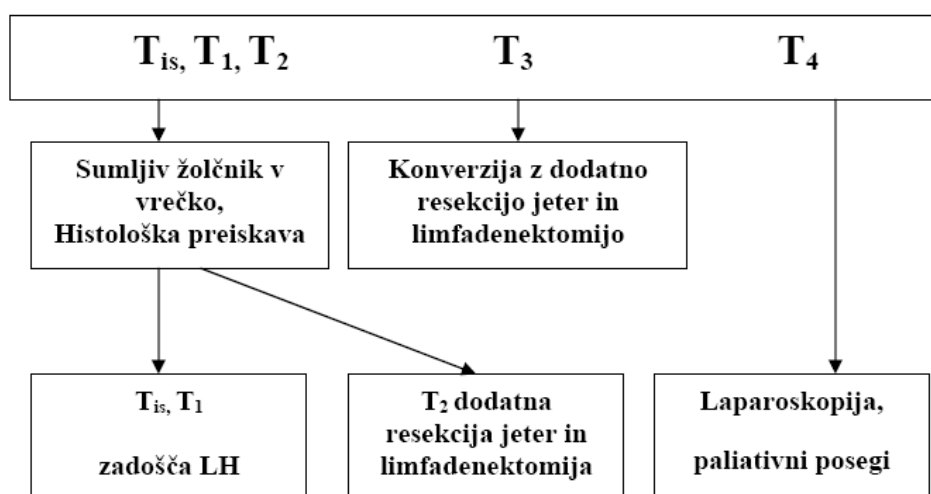 Tis, T1, T2
T3
T4
Sumljiv žolčnik v
vrečko,
Histološka preiskava
Konverzija z dodatno
resekcijo jeter in
limfadenektomijo
Tis, T1
zadošča LH
T2 dodatna
resekcija jeter in
limfadenektomija
Laparoskopija,
paliativni posegi